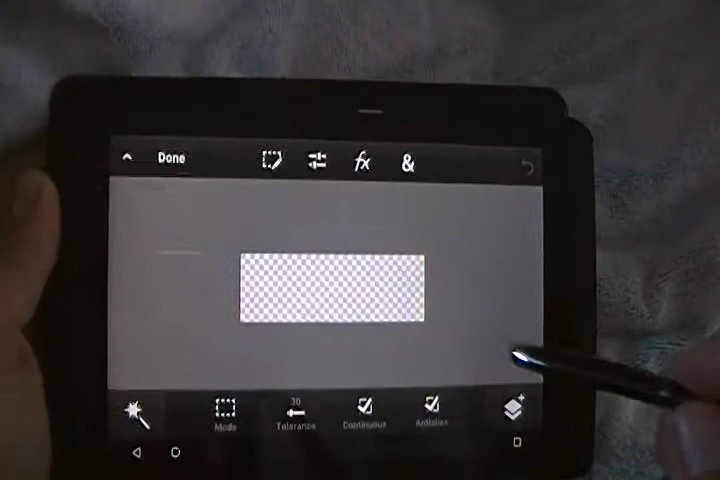 Done
fx
&
30
Mode
Tolerance
Continuous
Antialias